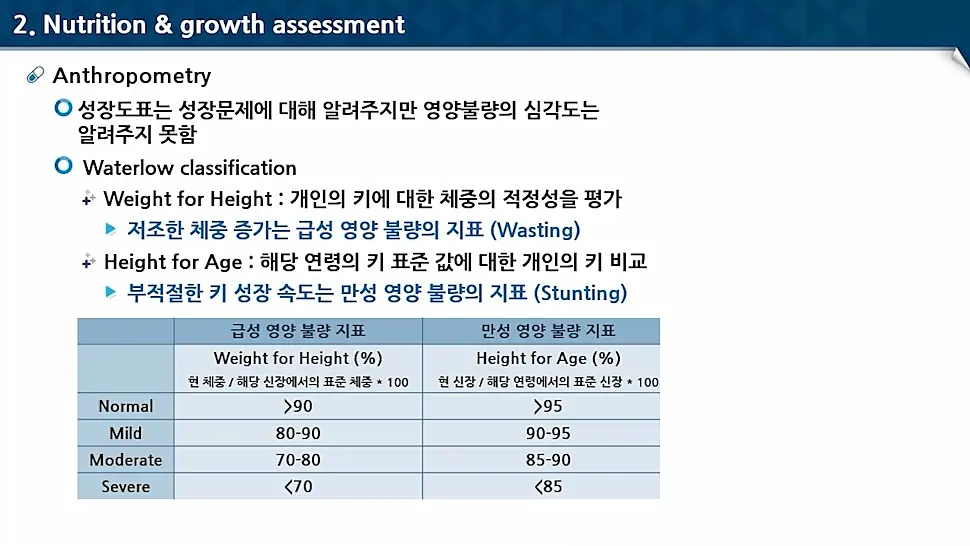 2. Nutrition & growth assessment
Anthropometry
성장도표는 성장문제에 대해 알려주지만 영양불량의 심각도는
알려주지 못함
Waterlow classification
Weight for Height : 개인의 키에 대한 체중의 적정성을 평가
저조한 체중 증가는 급성 영양 불량의 지표 (Wasting)
Height for Age : 해당 연령의 키 표준 값에 대한 개인의 키 비교
부적절한 키 성장 속도는 만성 영양 불량의 지표 (Stunting)
급성 영양 불량 지표 만성 영양 불량 지표
Weight for Height (%) Height for Age (%)
현 체중 / 해당 신장에서의 표준 체중 * 100 현 신장 / 해당 연령에서의 표준 신장 * 100
Normal >90 >95
Mild 80-90 90-95
Moderate 70-80 85-90
Severe <70 <85